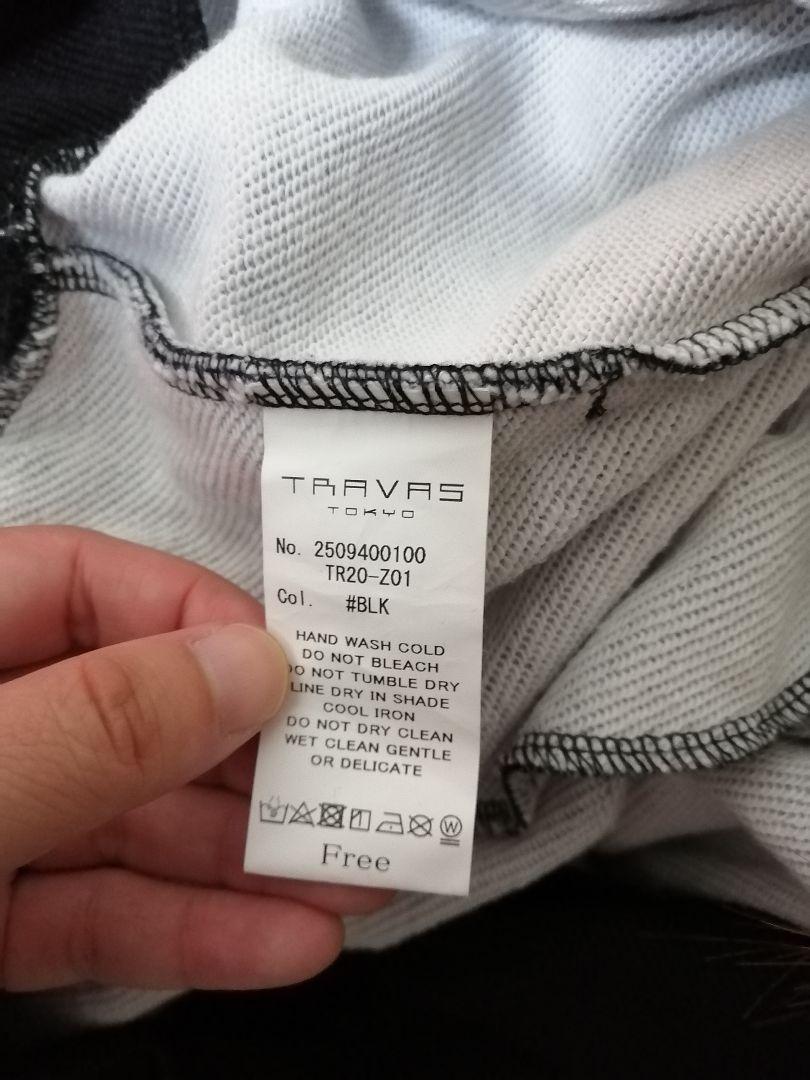 TRAVAS
TOKYO
No. 2509400100
TR20-Z01
Col. #BLK
HAND WASH COLD
DO NOT BLEACH
DO NOT TUMBLE DRY
LINE DRY IN SHADE
COOL IRON
DO NOT DRY CLEAN
WET CLEAN GENTLE
OR DELICATE
W
Free